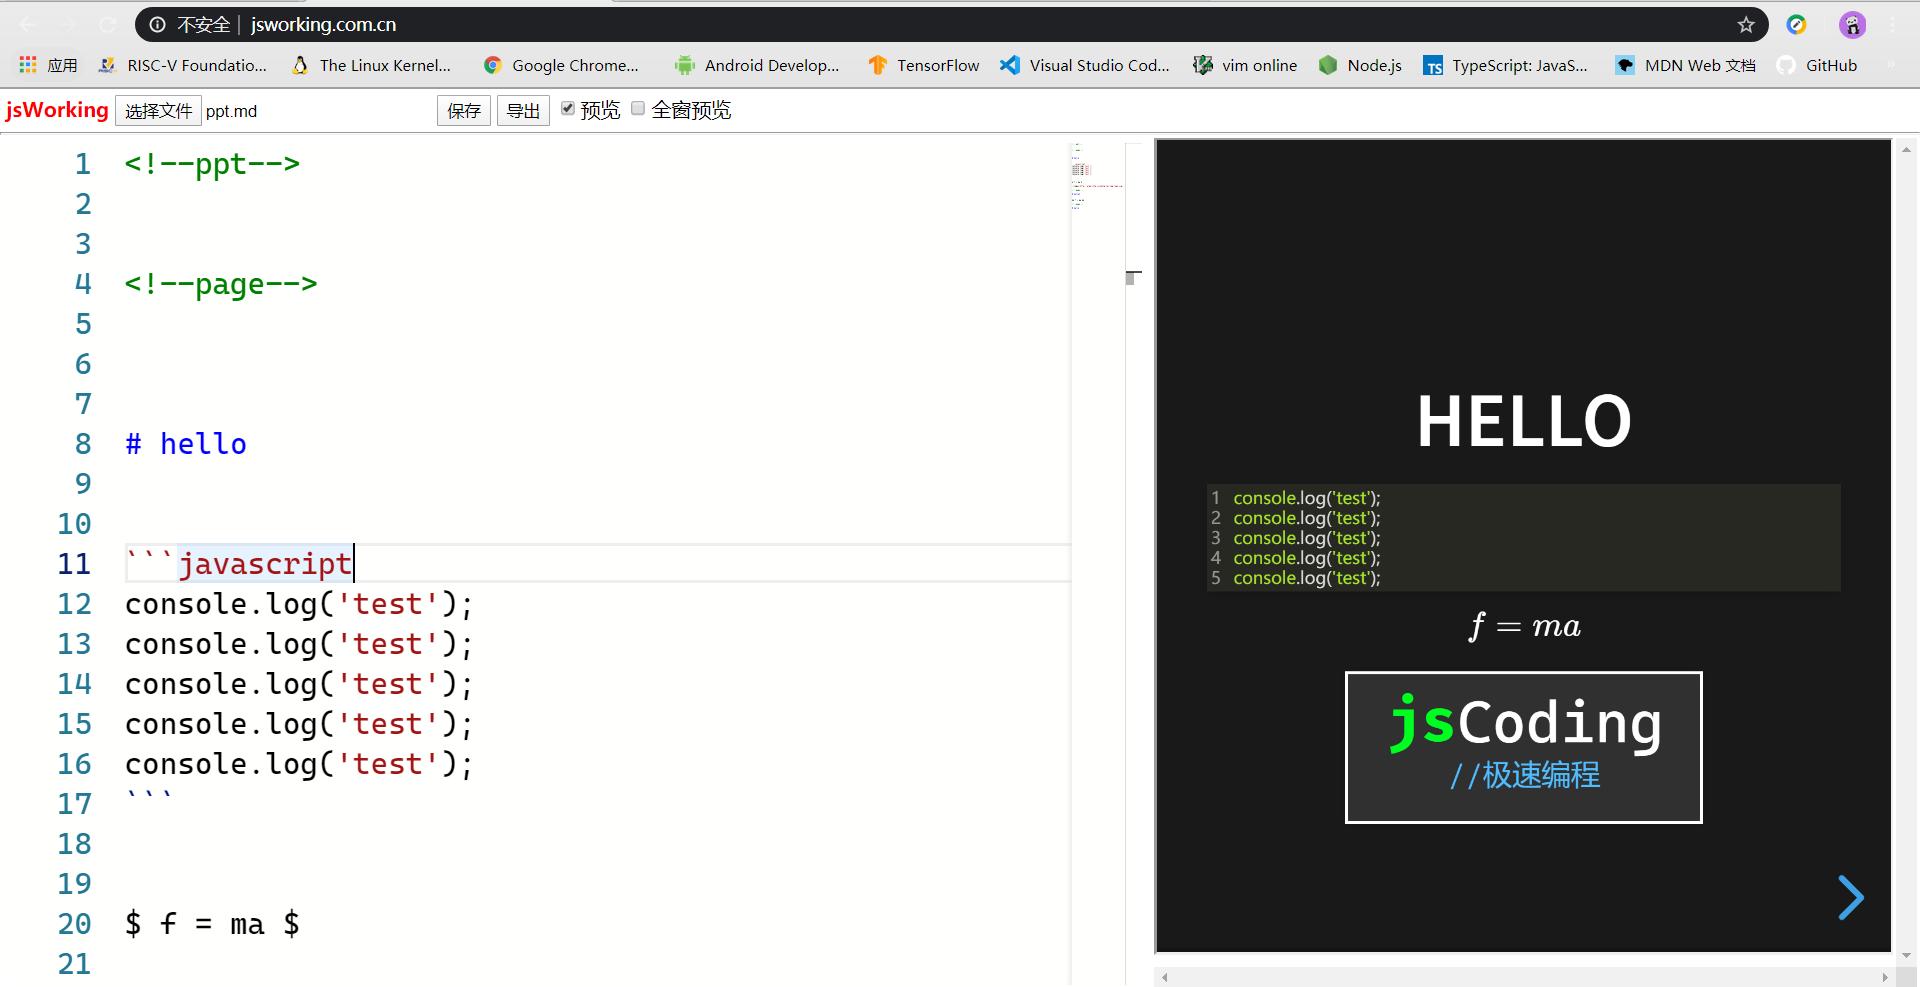 不安全 | jsworking.com.cn
应用 RISC-V Foundatio... The Linux Kernel... Google Chrome... Android Develop... TensorFlow Visual Studio Cod... vim online Node.js TypeScript: JavaS... MDN Web 文档 GitHub
jsWorking 选择文件 ppt.md 保存 导出 预览 全窗预览
1 <!--ppt-->
2
3
4 <!--page-->
5
6
7
8 # hello
9
10
11 ```javascript
12 console.log('test');
13 console.log('test');
14 console.log('test');
15 console.log('test');
16 console.log('test');
17 ```
18
19
20 $ f = ma $
21
HELLO
1 console.log('test');
2 console.log('test');
3 console.log('test');
4 console.log('test');
5 console.log('test');
f = ma
jsCoding
//极速编程